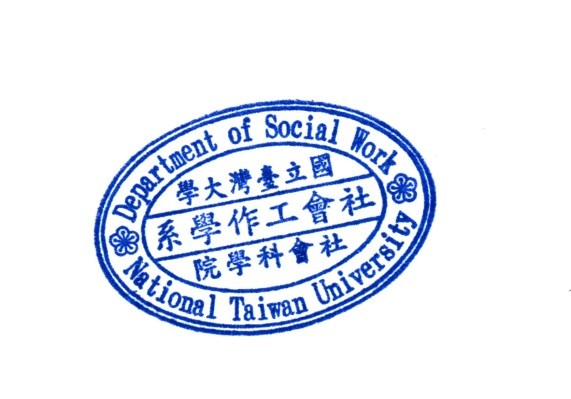 Department of Social Work
學大灣臺立國
系學作工會社
院學科會社
National Taiwan University